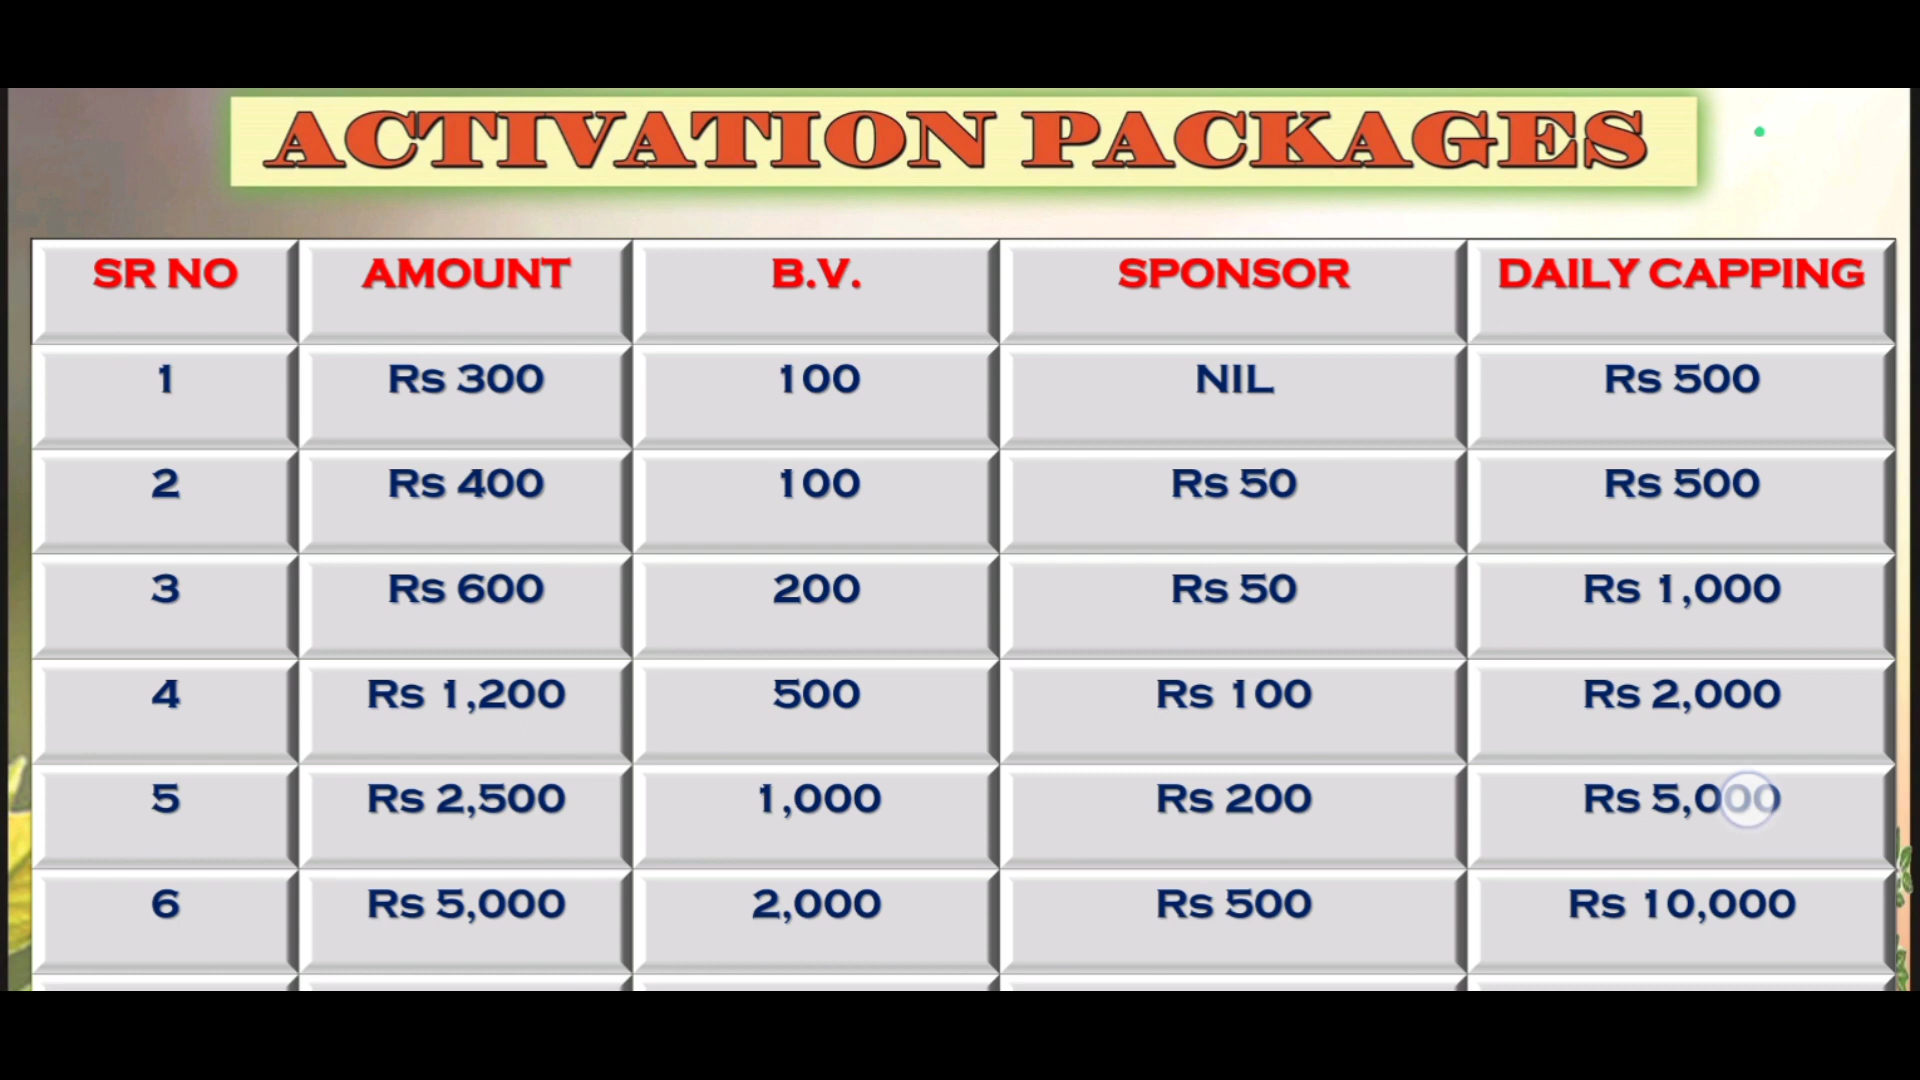 ACTIVATION PACKAGES
SR NO AMOUNT B.V. SPONSOR DAILY CAPPING
1 Rs 300 100 NIL Rs 500
2 Rs 400 100 Rs 50 Rs 500
3 Rs 600 200 Rs 50 Rs 1,000
4 Rs 1,200 500 Rs 100 Rs 2,000
5 Rs 2,500 1,000 Rs 200 Rs 5,000
6 Rs 5,000 2,000 Rs 500 Rs 10,000